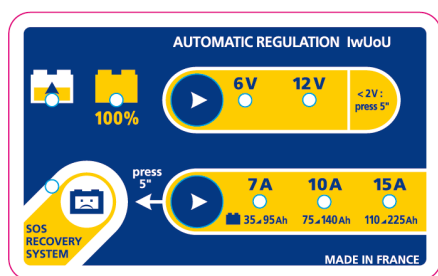 AUTOMATIC REGULATION IwUoU
6V 12V
< 2V :
press 5"
100%
press
5"
7A 10A 15A
35◢95Ah 75◢140Ah 110◢225Ah
SOS
RECOVERY
SYSTEM
MADE IN FRANCE